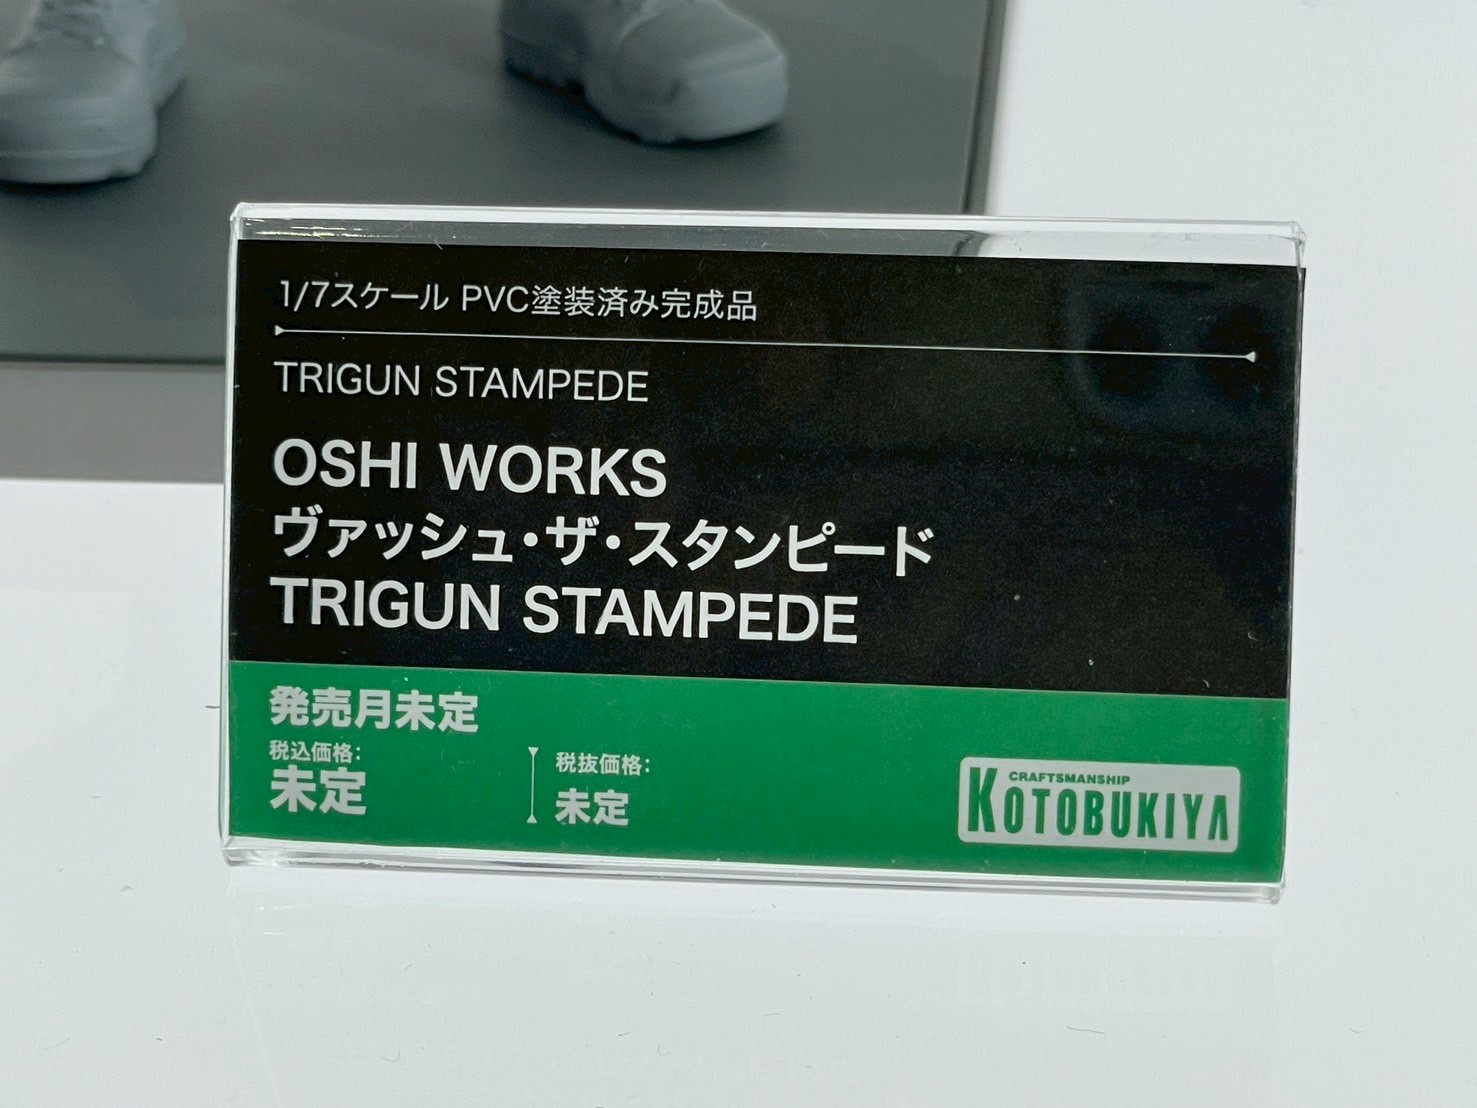 1/7スケール PVC塗装済み完成品
TRIGUN STAMPEDE
OSHI WORKS
ヴァッシュ・ザ・スタンピード
TRIGUN STAMPEDE
発売月未定
税込価格:
未定
税抜価格:
未定
CRAFTSMANSHIP
KOTOBUKIYA